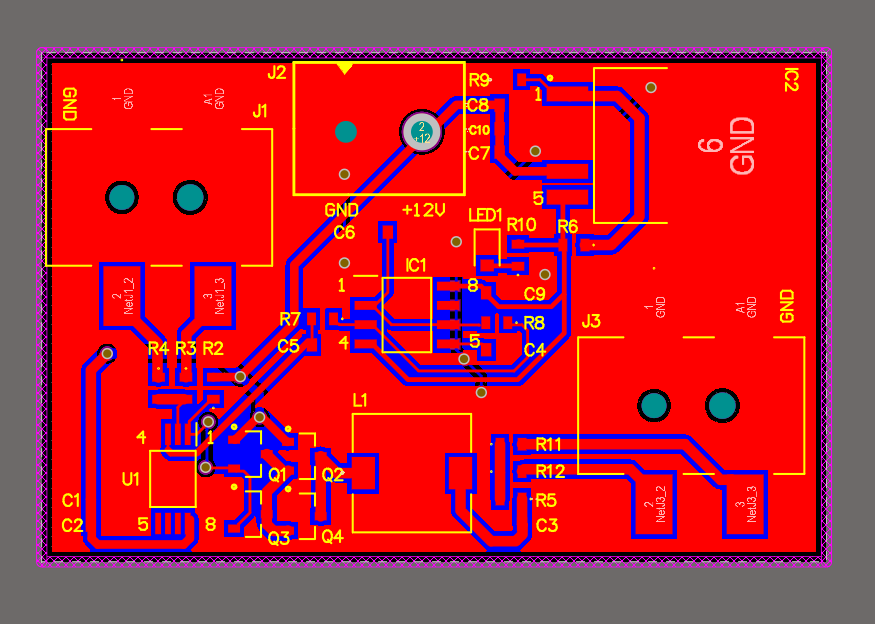 J2
R9
IC2
GND
1
GND
A1
GND
J1
C8
1
2
+12
C10
C7
6
GND
5
GND
+12V
LED1
C6
R10
R6
IC1
1
8
2
NetJ1_2
3
NetJ1_3
C9
1
GND
A1
GND
GND
R7
R8
J3
4
5
C5
C4
R4
R3
R2
L1
4
1
R11
U1
Q1
Q2
R12
2
NetJ3_2
3
NetJ3_3
C1
R5
C2
5
8
C3
Q3
Q4